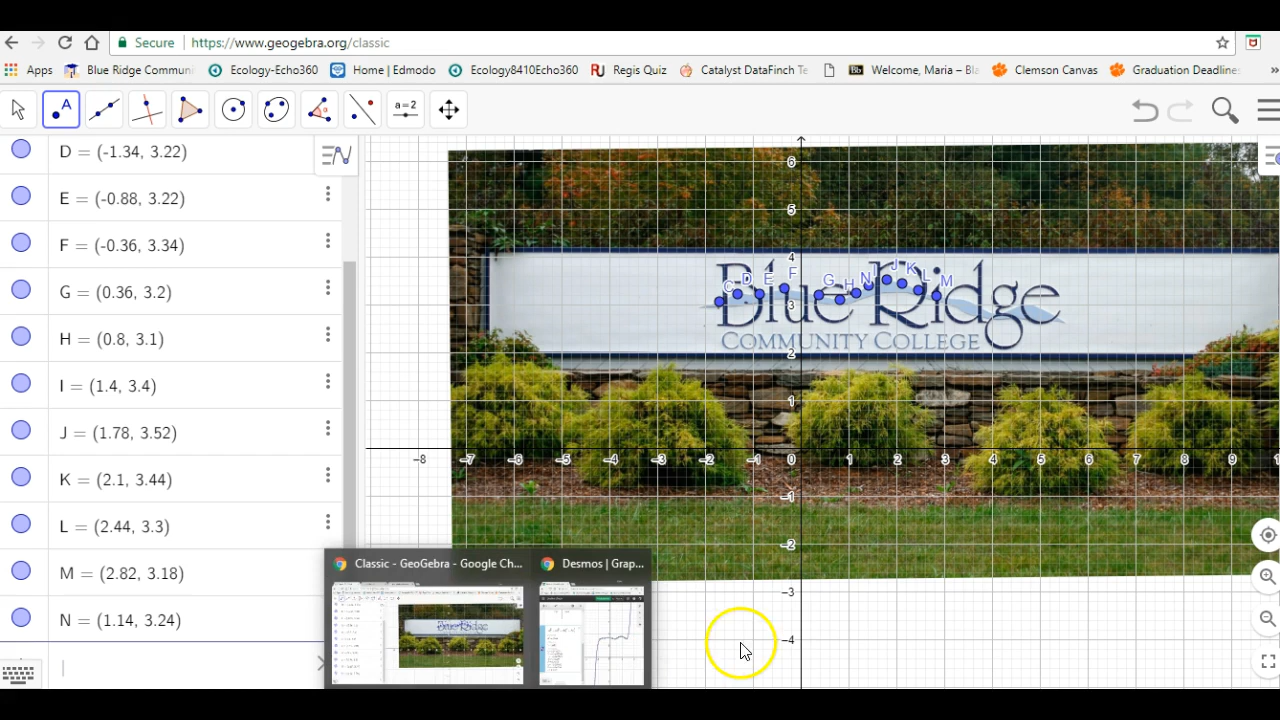 Secure https://www.geogebra.org/classic
Apps Blue Ridge Commun Ecology-Echo360 Home | Edmodo Ecology8410Echo360 Regis Quiz Catalyst DataFinch Te Bb Welcome, Maria – Bla Clemson Canvas Graduation Deadline »
A a=2
D = (-1.34, 3.22)
E = (-0.88, 3.22)
F = (-0.36, 3.34)
G = (0.36, 3.2)
H = (0.8, 3.1)
I = (1.4, 3.4)
J = (1.78, 3.52)
K = (2.1, 3.44)
L = (2.44, 3.3)
M = (2.82, 3.18)
N = (1.14, 3.24)
6
5
4
C D E F G H N I J K L M
3
Blue Ridge
COMMUNITY COLLEGE
2
1
-8 -7 -6 -5 -4 -3 -2 -1 0 1 2 3 4 5 6 7 8 9 1
-1
-2
-3
-4
Classic - GeoGebra - Google Ch... Desmos | Grap...